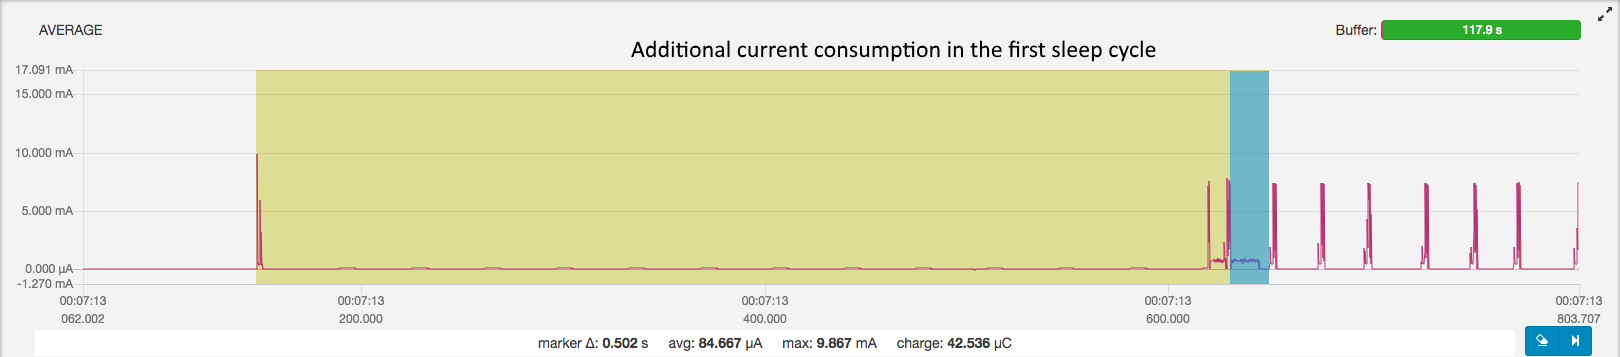 AVERAGE
Buffer: 117.9 s
Additional current consumption in the first sleep cycle
17.091 mA
15.000 mA
10.000 mA
5.000 mA
0.000 µA
-1.270 mA
00:07:13 00:07:13 00:07:13 00:07:13 00:07:13
062.002 200.000 400.000 600.000 803.707
marker Δ: 0.502 s avg: 84.667 µA max: 9.867 mA charge: 42.536 µC